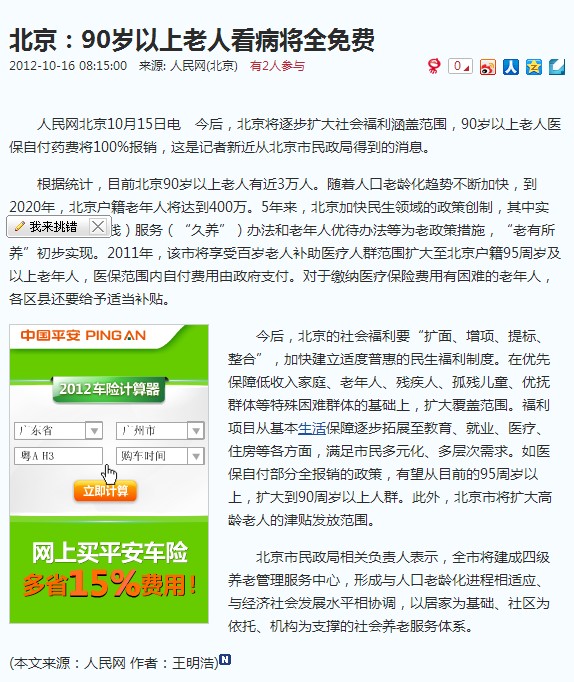 北京：90岁以上老人看病将全免费
2012-10-16 08:15:00 来源: 人民网(北京) 有2人参与
0
人民网北京10月15日电 今后，北京将逐步扩大社会福利涵盖范围，90岁以上老人医
保自付药费将100%报销，这是记者新近从北京市民政局得到的消息。
根据统计，目前北京90岁以上老人有近3万人。随着人口老龄化趋势不断加快，到
2020年，北京户籍老年人将达到400万。5年来，北京加快民生领域的政策创制，其中实
我来挑错
）服务（“久养”）办法和老年人优待办法等为老政策措施，“老有所
养”初步实现。2011年，该市将享受百岁老人补助医疗人群范围扩大至北京户籍95周岁及
以上老年人，医保范围内自付费用由政府支付。对于缴纳医疗保险费用有困难的老年人，
各区县还要给予适当补贴。
中国平安 PINGAN
2012车险计算器
广东省 广州市
粤A H3 购车时间
立即计算
网上买平安车险
多省15%费用！
今后，北京的社会福利要“扩面、增项、提标、
整合”，加快建立适度普惠的民生福利制度。在优先
保障低收入家庭、老年人、残疾人、孤残儿童、优抚
群体等特殊困难群体的基础上，扩大覆盖范围。福利
项目从基本生活保障逐步拓展至教育、就业、医疗、
住房等各方面，满足市民多元化、多层次需求。如医
保自付部分全报销的政策，有望从目前的95周岁以
上，扩大到90周岁以上人群。此外，北京市将扩大高
龄老人的津贴发放范围。
北京市民政局相关负责人表示，全市将建成四级
养老管理服务中心，形成与人口老龄化进程相适应、
与经济社会发展水平相协调，以居家为基础、社区为
依托、机构为支撑的社会养老服务体系。
(本文来源：人民网 作者：王明浩)N